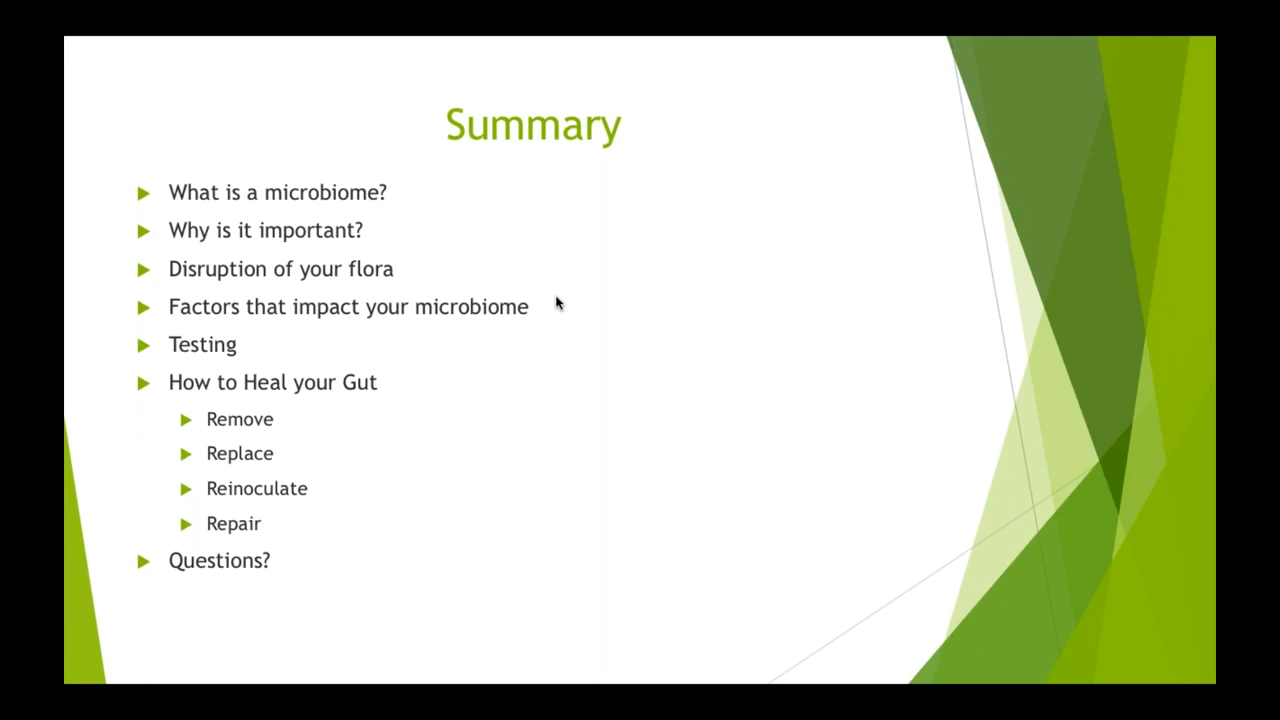 Summary
What is a microbiome?
Why is it important?
Disruption of your flora
Factors that impact your microbiome
Testing
How to Heal your Gut
Remove
Replace
Reinoculate
Repair
Questions?